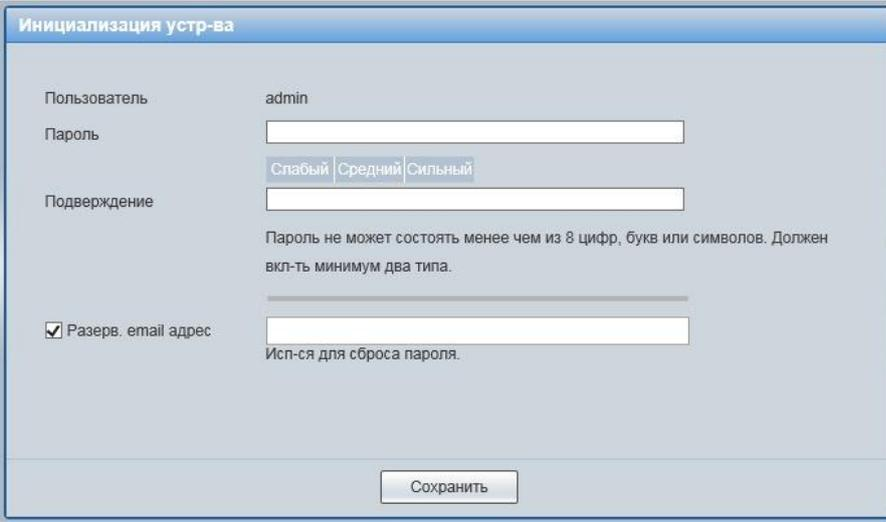 Инициализация устр-ва
Пользователь admin
Пароль
Слабый Средний Сильный
Подверждение
Пароль не может состоять менее чем из 8 цифр, букв или символов. Должен
вкл-ть минимум два типа.
Разерв. email адрес
Исп-ся для сброса пароля.
Сохранить